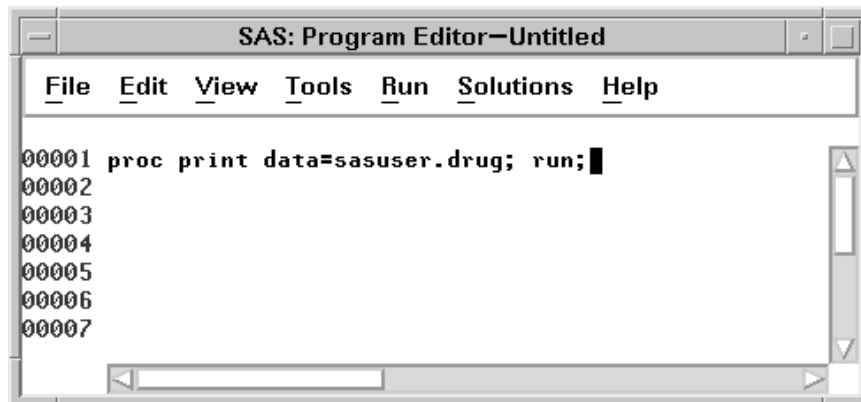 SAS: Program Editor—Untitled
File Edit View Tools Run Solutions Help
00001 proc print data=sasuser.drug; run;
00002
00003
00004
00005
00006
00007